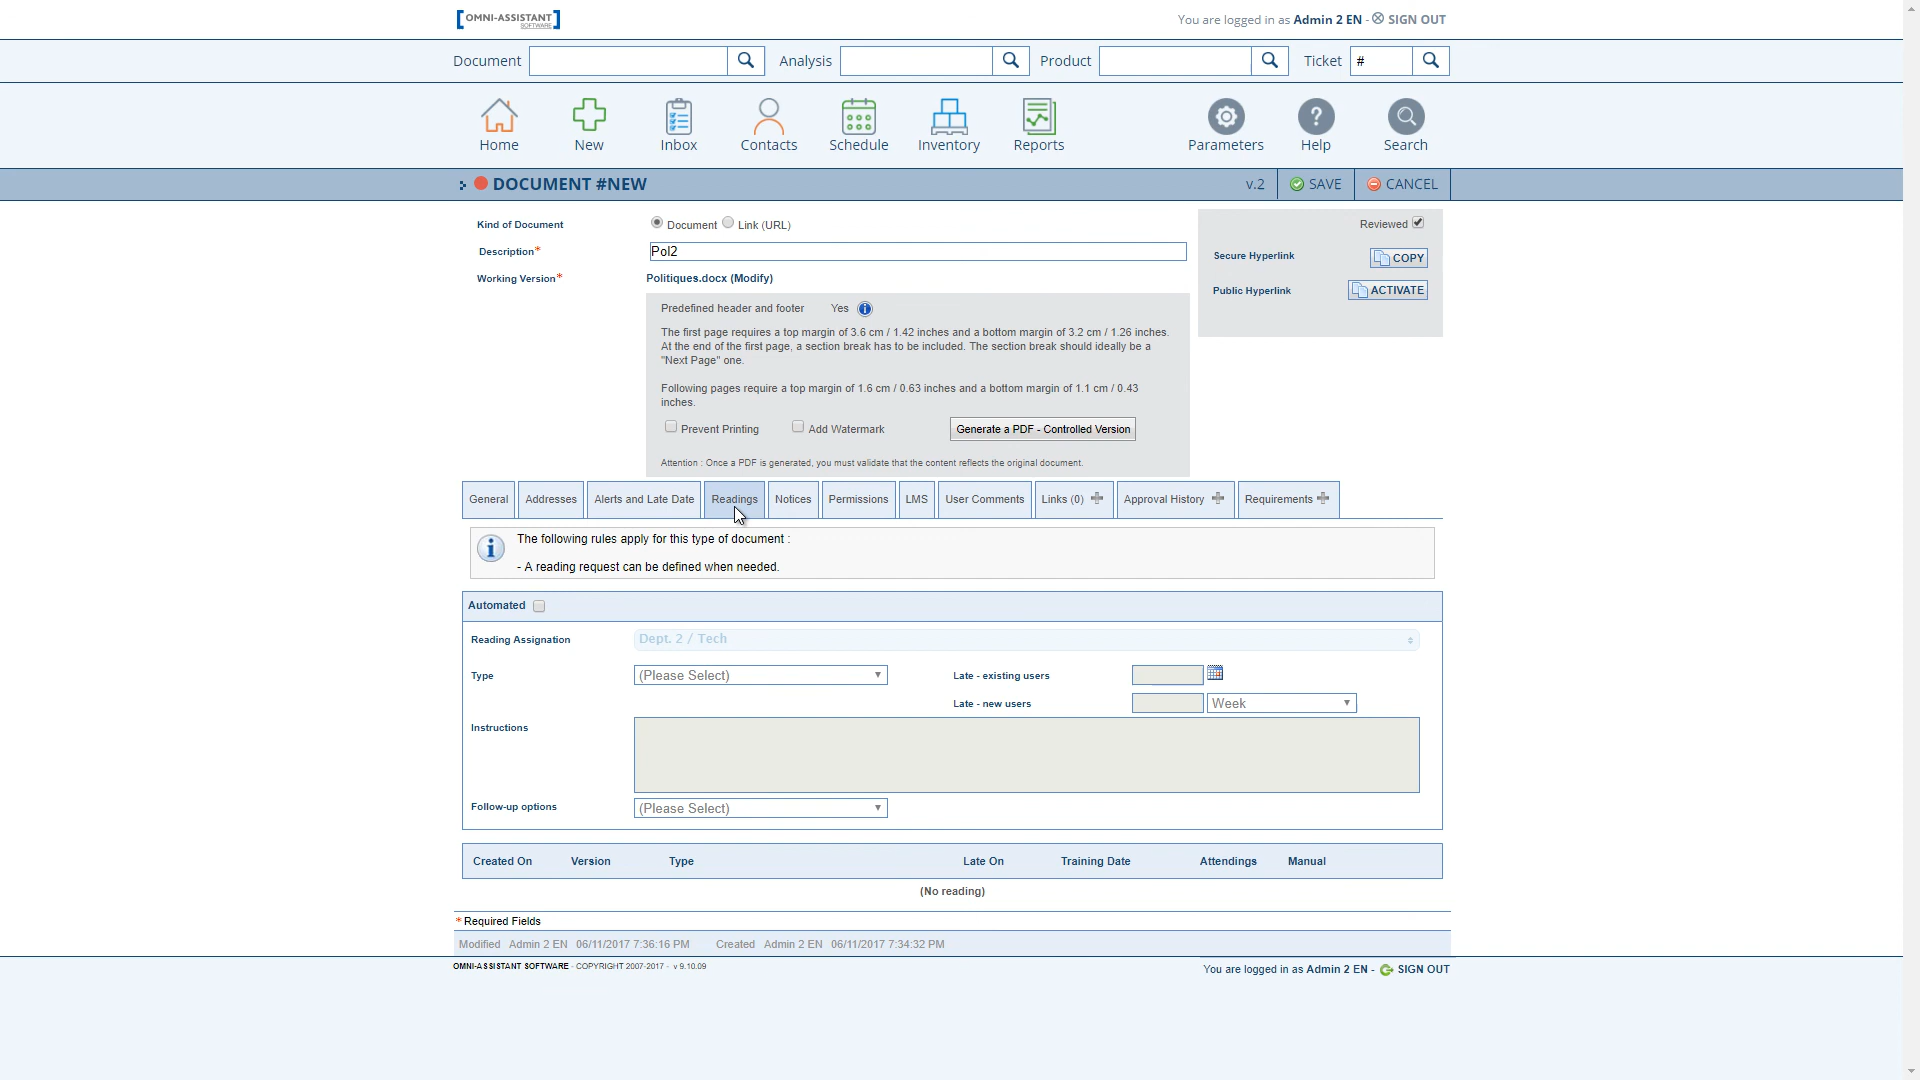 OMNI-ASSISTANT
SOFTWARE
You are logged in as Admin 2 EN - SIGN OUT
Document Analysis Product Ticket #
Home New Inbox Contacts Schedule Inventory Reports Parameters Help Search
DOCUMENT #NEW v.2 SAVE CANCEL
Kind of Document Document Link (URL) Reviewed
Description* Pol2 Secure Hyperlink COPY
Working Version* Politiques.docx (Modify) Public Hyperlink ACTIVATE
Predefined header and footer Yes
The first page requires a top margin of 3.6 cm / 1.42 inches and a bottom margin of 3.2 cm / 1.26 inches.
At the end of the first page, a section break has to be included. The section break should ideally be a
"Next Page" one.
Following pages require a top margin of 1.6 cm / 0.63 inches and a bottom margin of 1.1 cm / 0.43
inches.
Prevent Printing Add Watermark Generate a PDF - Controlled Version
Attention : Once a PDF is generated, you must validate that the content reflects the original document.
General Addresses Alerts and Late Date Readings Notices Permissions LMS User Comments Links (0) Approval History Requirements
The following rules apply for this type of document :
- A reading request can be defined when needed.
Automated
Reading Assignation Dept. 2 / Tech
Type (Please Select) Late - existing users
Late - new users Week
Instructions
Follow-up options (Please Select)
Created On Version Type Late On Training Date Attendings Manual
(No reading)
* Required Fields
Modified Admin 2 EN 06/11/2017 7:36:16 PM Created Admin 2 EN 06/11/2017 7:34:32 PM
OMNI-ASSISTANT SOFTWARE - COPYRIGHT 2007-2017 - v 9.10.09 You are logged in as Admin 2 EN - SIGN OUT